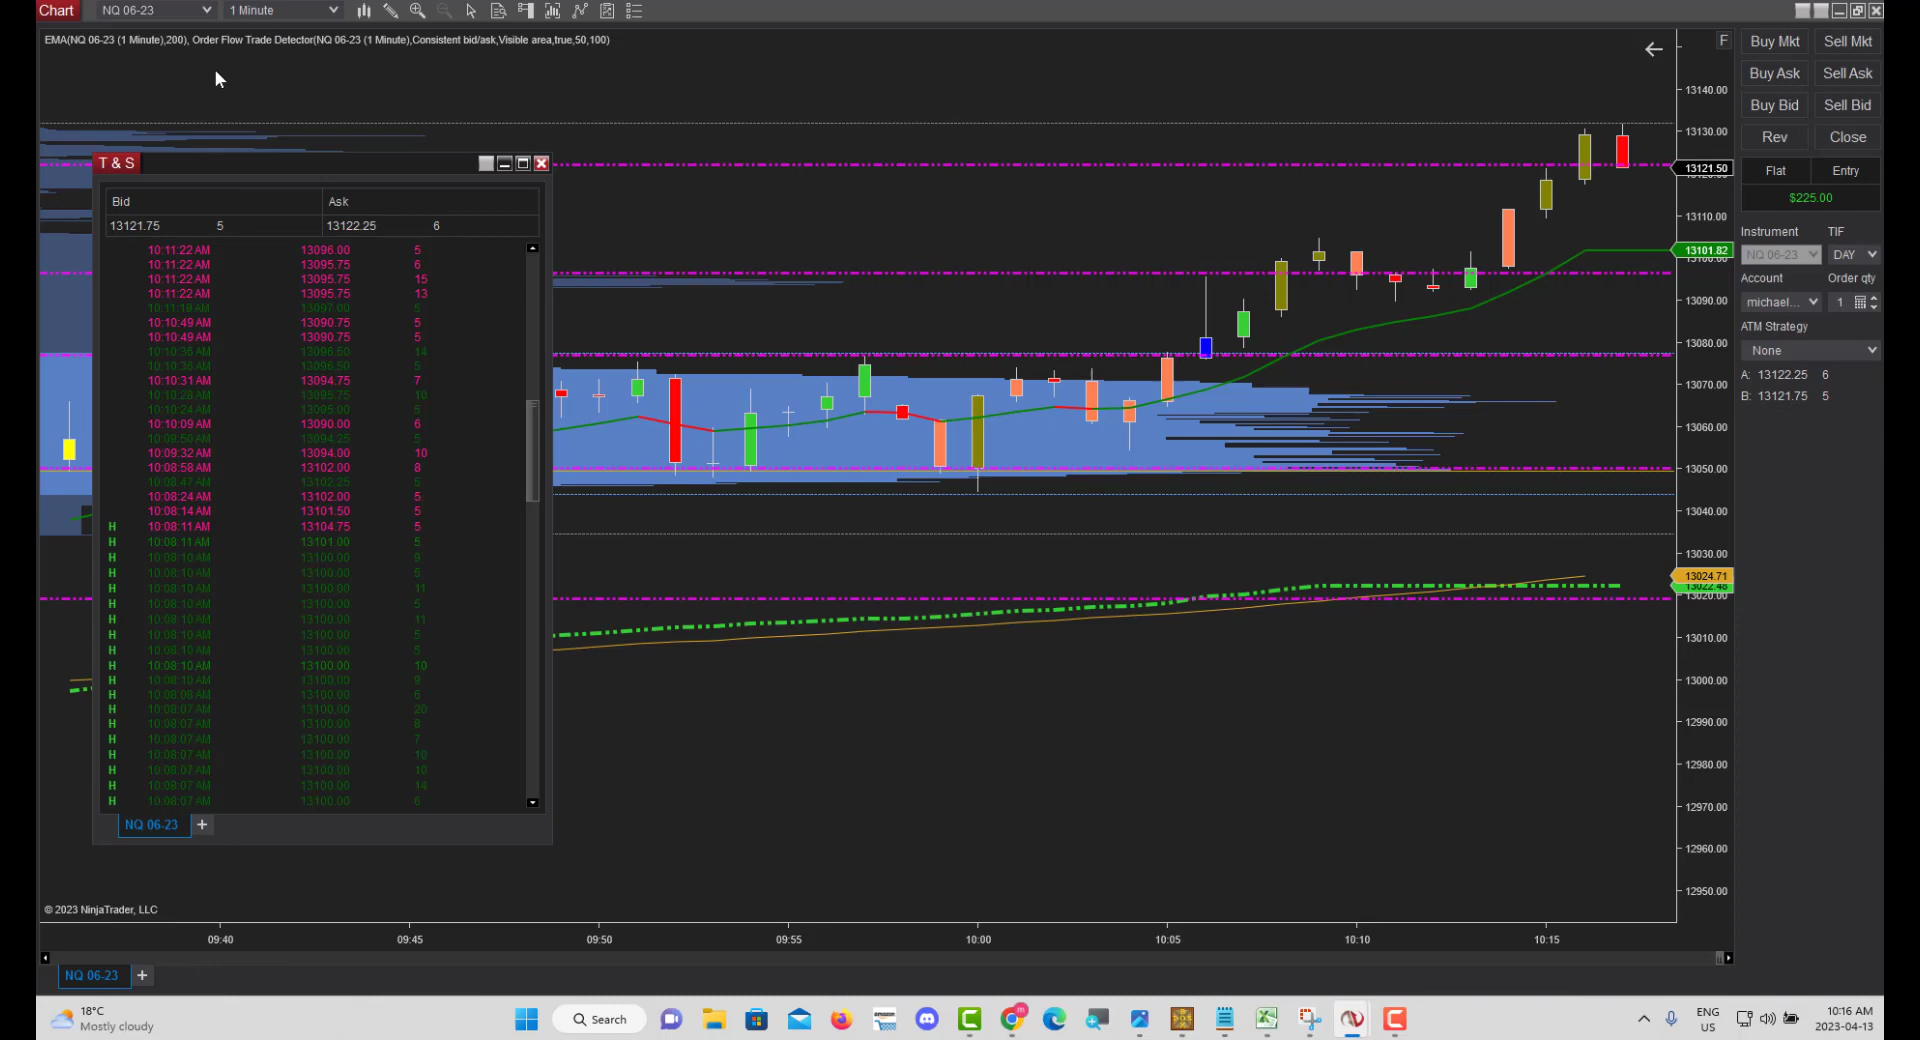 Chart NQ 06-23 1 Minute
EMA(NQ 06-23 (1 Minute),200), Order Flow Trade Detector(NQ 06-23 (1 Minute),Consistent bid/ask,Visible area,true,50,100)
F
T & S
Bid Ask
13121.75 5 13122.25 6
10:11:22 AM 13096.00 5
10:11:22 AM 13095.75 6
10:11:22 AM 13095.75 15
10:11:22 AM 13095.75 13
10:11:19 AM 13097.00 5
10:10:49 AM 13090.75 5
10:10:49 AM 13090.75 5
10:10:36 AM 13096.50 14
10:10:36 AM 13096.50 5
10:10:31 AM 13094.75 7
10:10:28 AM 13095.00 10
10:10:24 AM 13095.00 5
10:10:09 AM 13090.00 6
10:09:50 AM 13094.25 5
10:09:32 AM 13094.00 10
10:08:58 AM 13102.00 8
10:08:47 AM 13102.25 5
10:08:24 AM 13102.00 5
10:08:14 AM 13101.50 5
H 10:08:11 AM 13104.75 5
H 10:08:11 AM 13101.00 5
H 10:08:10 AM 13100.00 9
H 10:08:10 AM 13100.00 5
H 10:08:10 AM 13100.00 11
H 10:08:10 AM 13100.00 5
H 10:08:10 AM 13100.00 11
H 10:08:10 AM 13100.00 5
H 10:08:10 AM 13100.00 5
H 10:08:10 AM 13100.00 10
H 10:08:10 AM 13100.00 9
H 10:08:08 AM 13100.00 6
H 10:08:07 AM 13100.00 20
H 10:08:07 AM 13100.00 8
H 10:08:07 AM 13100.00 7
H 10:08:07 AM 13100.00 10
H 10:08:07 AM 13100.00 10
H 10:08:07 AM 13100.00 14
H 10:08:07 AM 13100.00 6
NQ 06-23 +
© 2023 NinjaTrader, LLC
13140.00
13130.00
13121.50
13110.00
13101.82
13090.00
13080.00
13070.00
13060.00
13050.00
13040.00
13030.00
13024.71
13022.48
13020.00
13010.00
13000.00
12990.00
12980.00
12970.00
12960.00
12950.00
09:40 09:45 09:50 09:55 10:00 10:05 10:10 10:15
NQ 06-23 +
Buy Mkt Sell Mkt
Buy Ask Sell Ask
Buy Bid Sell Bid
Rev Close
Flat Entry
$225.00
Instrument TIF
NQ 06-23 DAY
Account Order qty
michael... 1
ATM Strategy
None
A: 13122.25 6
B: 13121.75 5
18°C
Mostly cloudy
Search
ENG
US
10:16 AM
2023-04-13